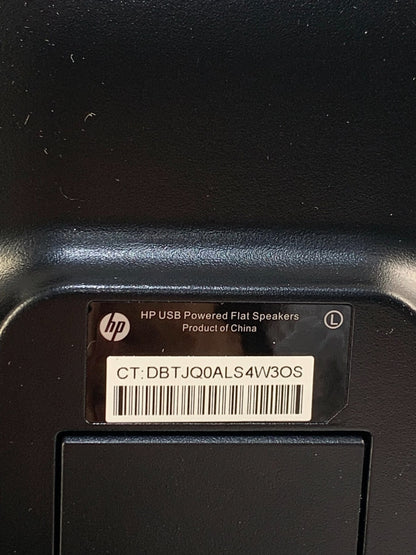 hp
HP USB Powered Flat Speakers
Product of China
L
CT:DBTJQ0ALS4W3OS